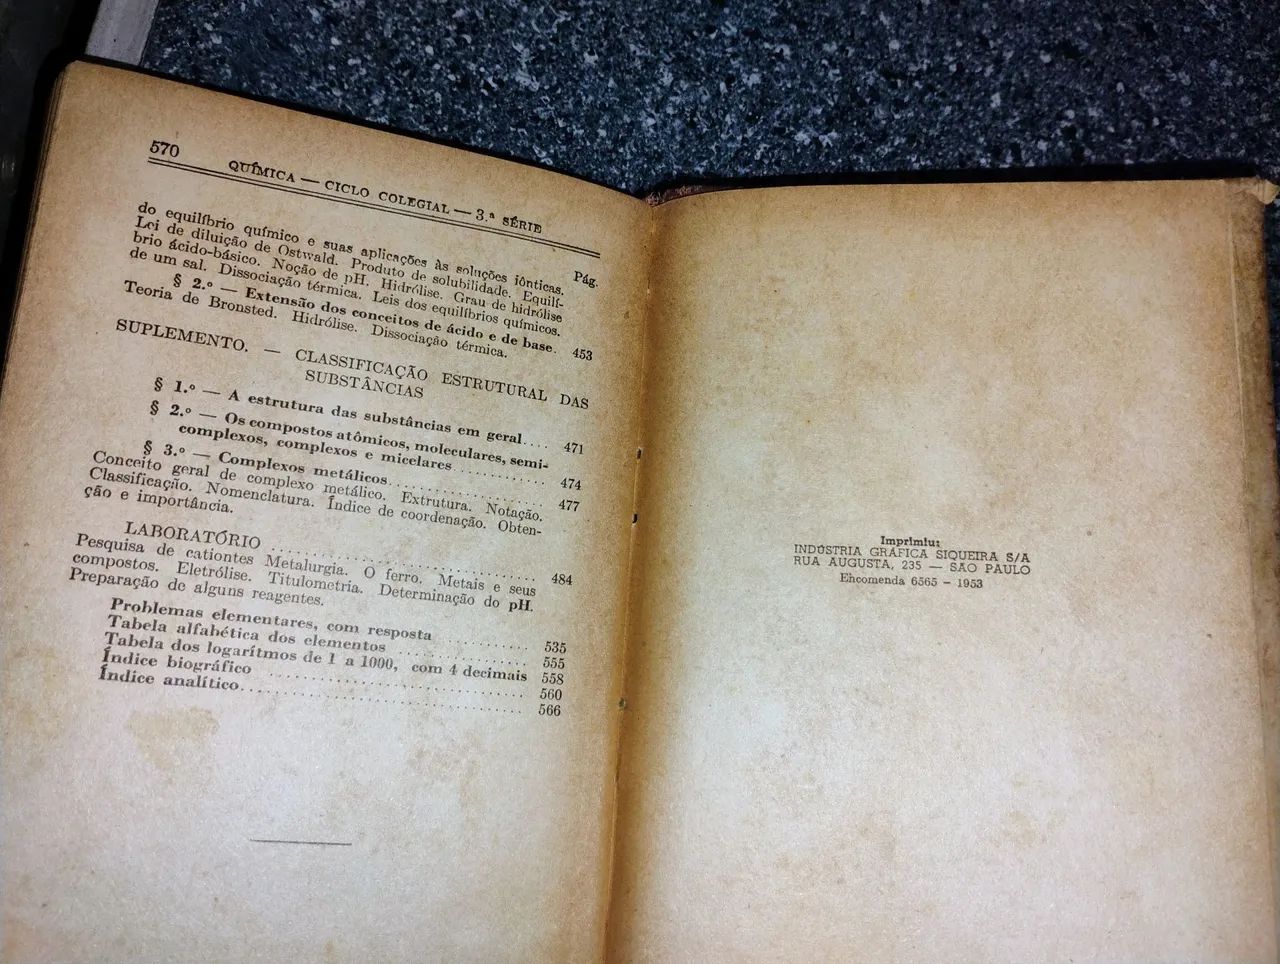 570
QUÍMICA — CICLO COLEGIAL — 3.ª SÉRIE
Pág.
do equilíbrio químico e suas aplicações às soluções iônticas.
Lei de diluição de Ostwald. Produto de solubilidade. Equilí-
brio ácido-básico. Noção de pH. Hidrólise. Grau de hidrólise
de um sal. Dissociação térmica. Leis dos equilíbrios químicos.
§ 2.º — Extensão dos conceitos de ácido e de base. 453
Teoria de Bronsted. Hidrólise. Dissociação térmica.
SUPLEMENTO. — CLASSIFICAÇÃO ESTRUTURAL DAS
SUBSTÂNCIAS
§ 1.º — A estrutura das substâncias em geral.... 471
§ 2.º — Os compostos atômicos, moleculares, semi-
complexos, complexos e micelares ............ 474
§ 3.º — Complexos metálicos...................... 477
Conceito geral de complexo metálico. Extrutura. Notação.
Classificação. Nomenclatura. Índice de coordenação. Obten-
ção e importância.
LABORATÓRIO .................................... 484
Pesquisa de cationtes Metalurgia. O ferro. Metais e seus
compostos. Eletrólise. Titulometria. Determinação do pH.
Preparação de alguns reagentes.
Problemas elementares, com resposta ............ 535
Tabela alfabética dos elementos .................. 555
Tabela dos logarítmos de 1 a 1000, com 4 decimais 558
Índice biográfico ................................ 560
Índice analítico.................................. 566
Imprimiu:
INDÚSTRIA GRÁFICA SIQUEIRA S/A
RUA AUGUSTA, 235 — SÃO PAULO
Encomenda 6565 - 1953